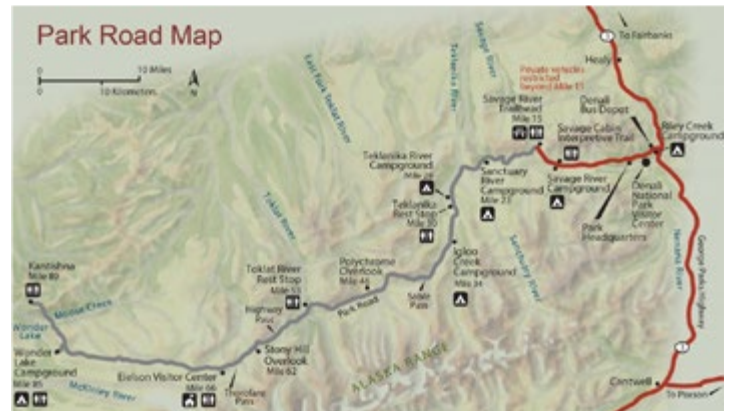 Park Road Map
0
10 Miles
0
10 Kilometers
N
To Fairbanks
3
Healy
Private vehicles
restricted
beyond Mile 15
Savage River
Teklanika River
East Fork Toklat River
Savage River
Trailhead
Mile 15
Denali
Bus Depot
Savage Cabin
Interpretive Trail
Riley Creek
Campground
Teklanika River
Campground
Sanctuary
River
Campground
Mile 23
Savage River
Campground
Denali
National
Park
Visitor
Center
Park
Headquarters
Teklanika
Rest Stop
Mile 30
Toklat River
Sanctuary River
Nenana River
George Parks Highway
Igloo
Creek
Campground
Mile 34
Kantishna
Toklat River
Rest Stop
Mile 53
Polychrome
Overlook
Sable
Pass
Highway
Pass
Park Road
Moose Creek
Wonder
Lake
Wonder
Lake
Campground
Mile 85
McKinley River
Stony Hill
Overlook
Mile 62
Eielson Visitor Center
Mile 66
Thorofare
Pass
ALASKA RANGE
3
Cantwell
To Paxson